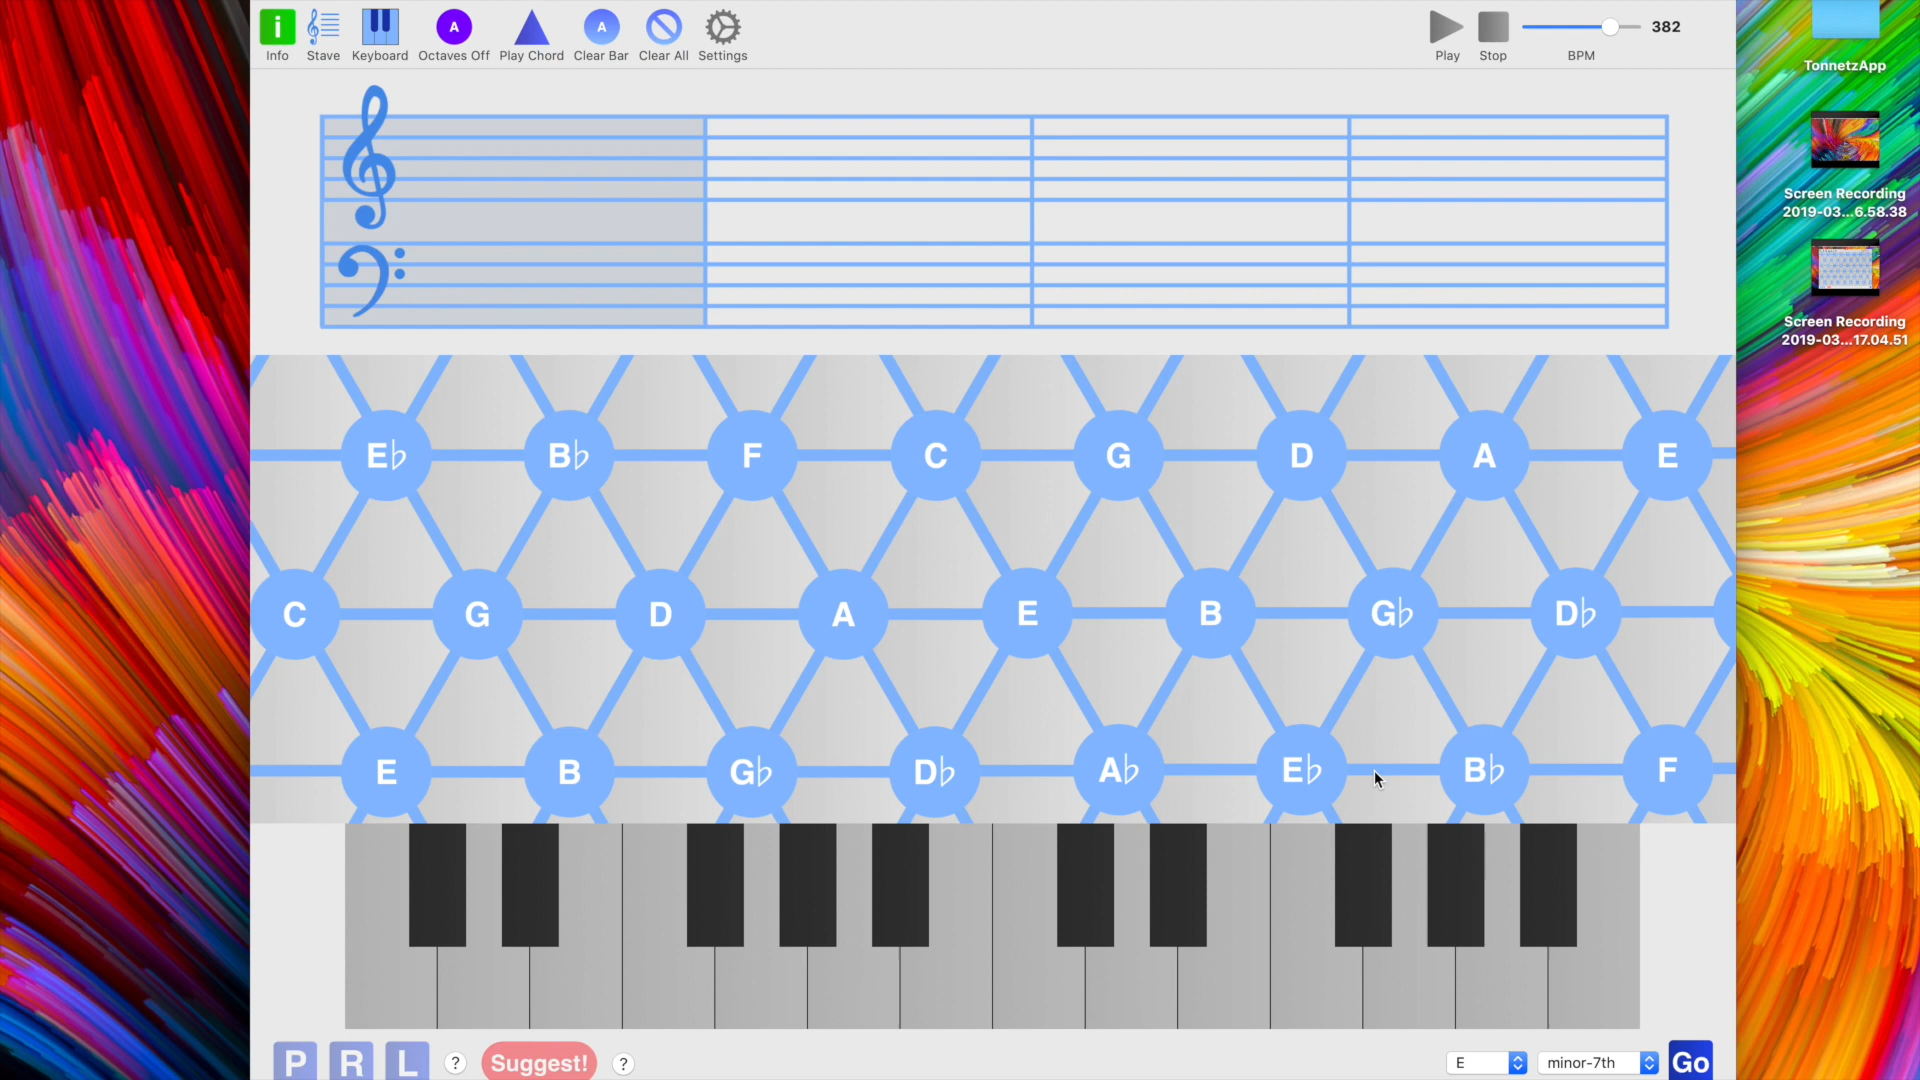 i
A
A
Info
Stave
Keyboard
Octaves Off
Play Chord
Clear Bar
Clear All
Settings
Play
Stop
382
BPM
TonnetzApp
Screen Recording
2019-03...6.58.38
Screen Recording
2019-03...17.04.51
E♭ B♭ F C G D A E
C G D A E B G♭ D♭
E B G♭ D♭ A♭ E♭ B♭ F
P R L ? Suggest! ? E minor-7th Go